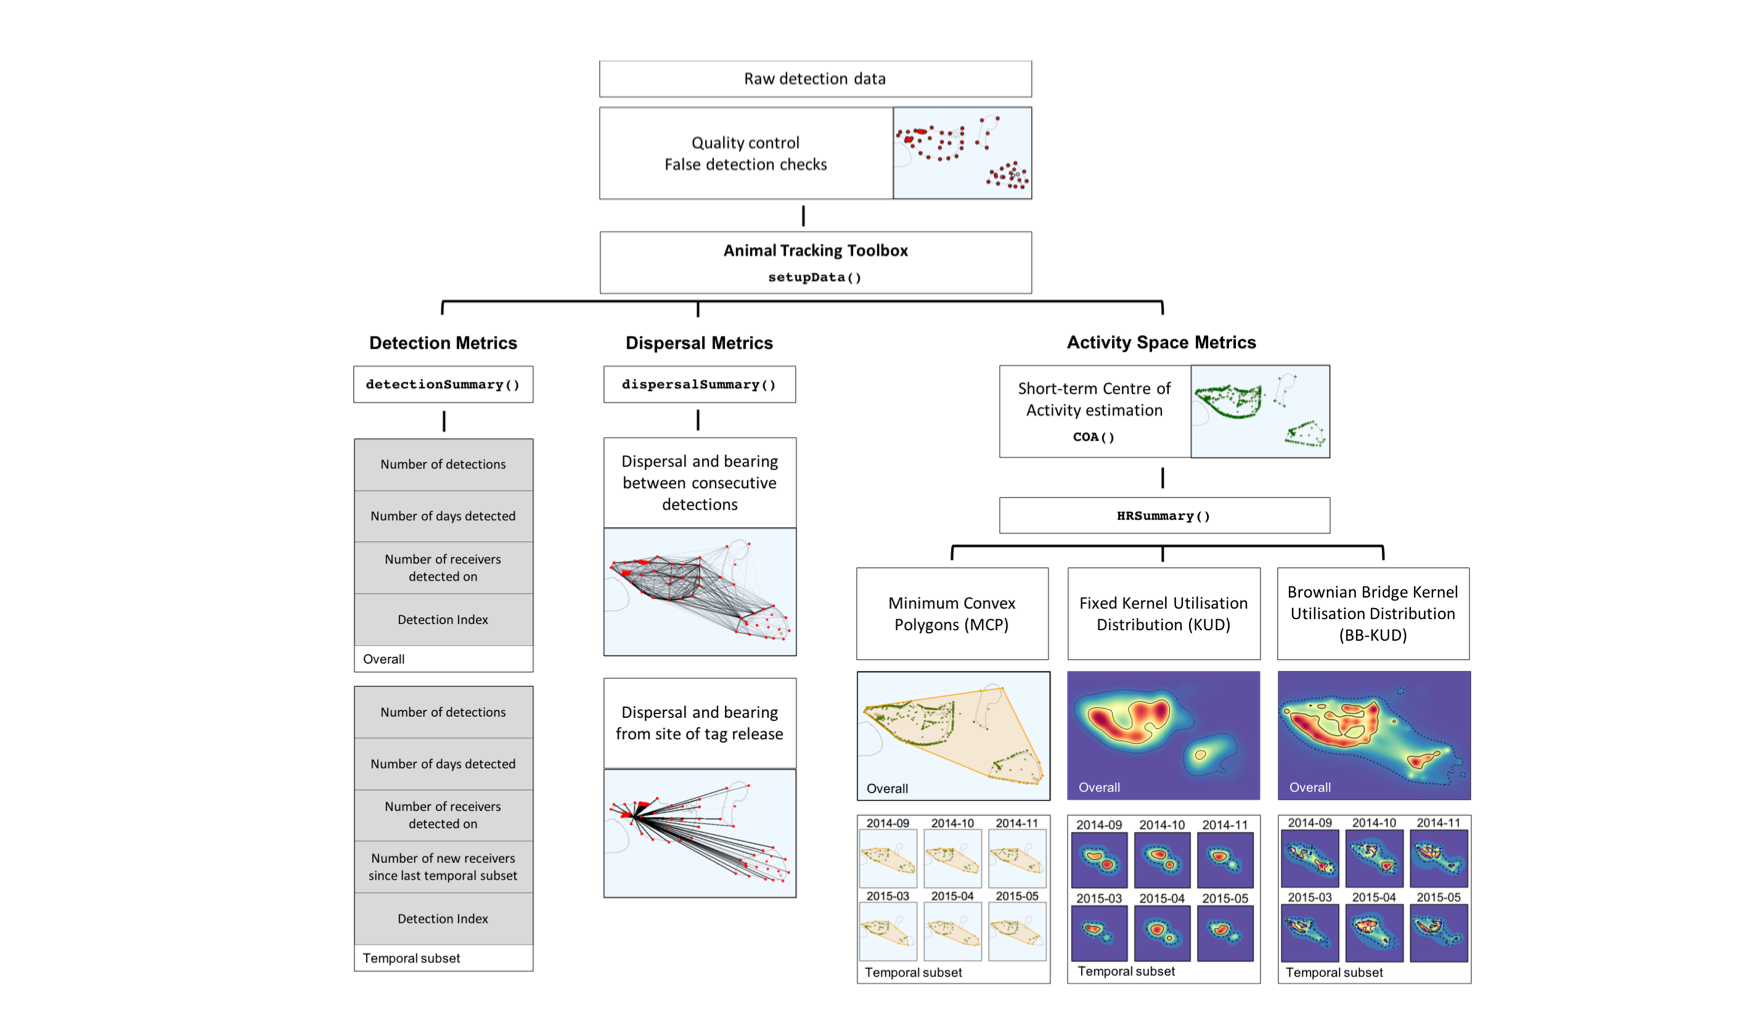 Raw detection data
Quality control
False detection checks
Animal Tracking Toolbox
setupData()
Detection Metrics
detectionSummary()
Number of detections
Number of days detected
Number of receivers
detected on
Detection Index
Overall
Number of detections
Number of days detected
Number of receivers
detected on
Number of new receivers
since last temporal subset
Detection Index
Temporal subset
Dispersal Metrics
dispersalSummary()
Dispersal and bearing
between consecutive
detections
Dispersal and bearing
from site of tag release
Activity Space Metrics
Short-term Centre of
Activity estimation
COA()
HRSummary()
Minimum Convex
Polygons (MCP)
Overall
2014-09 2014-10 2014-11
2015-03 2015-04 2015-05
Temporal subset
Fixed Kernel Utilisation
Distribution (KUD)
Overall
2014-09 2014-10 2014-11
2015-03 2015-04 2015-05
Temporal subset
Brownian Bridge Kernel
Utilisation Distribution
(BB-KUD)
Overall
2014-09 2014-10 2014-11
2015-03 2015-04 2015-05
Temporal subset